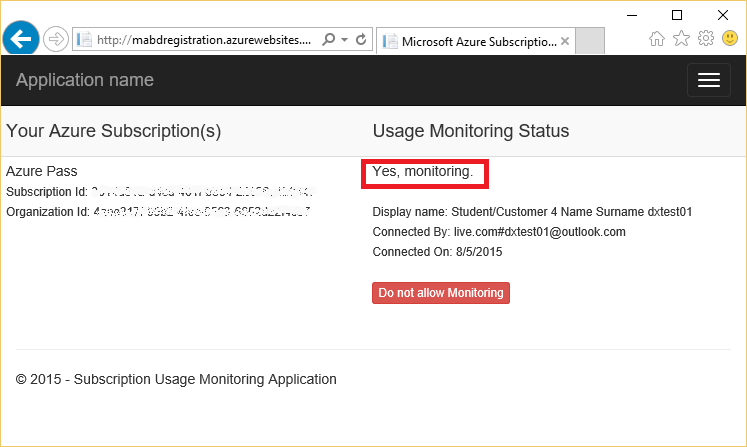 http://mabdregistration.azurewebsites....
Microsoft Azure Subscriptio...
Application name
Your Azure Subscription(s)
Usage Monitoring Status
Azure Pass
Yes, monitoring.
Subscription Id:
Organization Id:
Display name: Student/Customer 4 Name Surname dxtest01
Connected By: live.com#dxtest01@outlook.com
Connected On: 8/5/2015
Do not allow Monitoring
© 2015 - Subscription Usage Monitoring Application